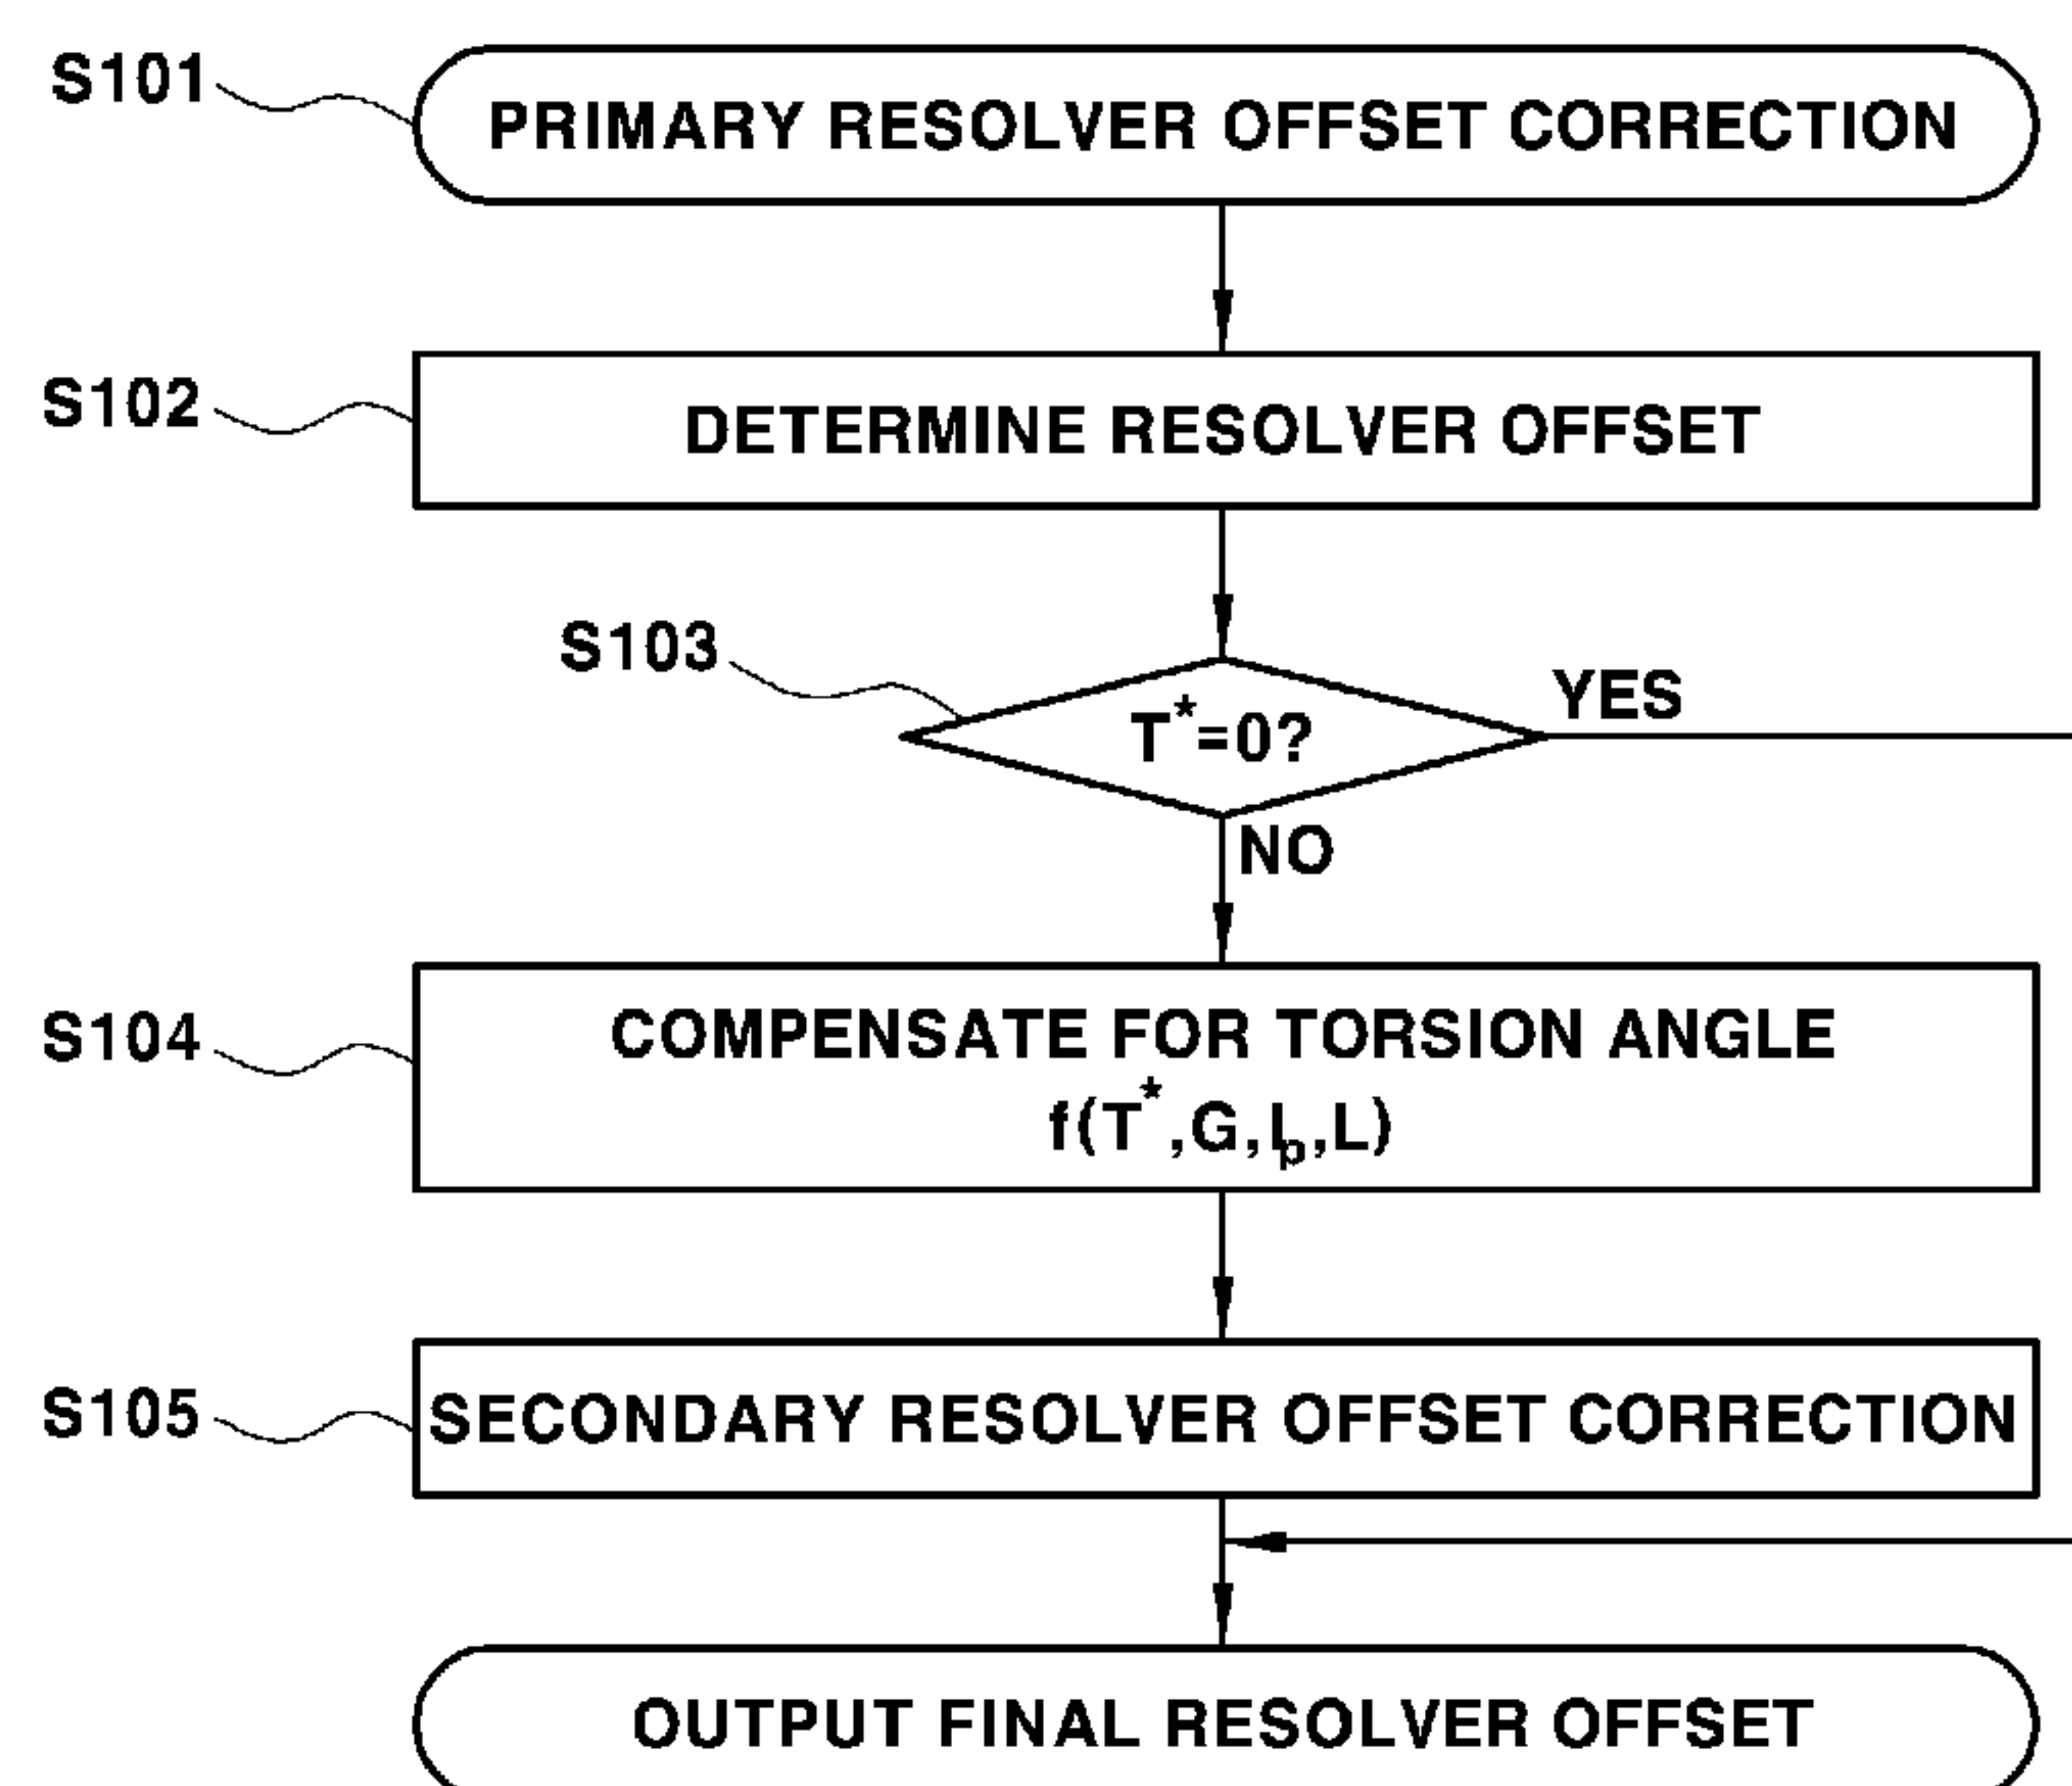 S101
PRIMARY RESOLVER OFFSET CORRECTION
S102
DETERMINE RESOLVER OFFSET
S103
T*=0?
YES
NO
S104
COMPENSATE FOR TORSION ANGLE
f(T*,G,Ip,L)
S105
SECONDARY RESOLVER OFFSET CORRECTION
OUTPUT FINAL RESOLVER OFFSET